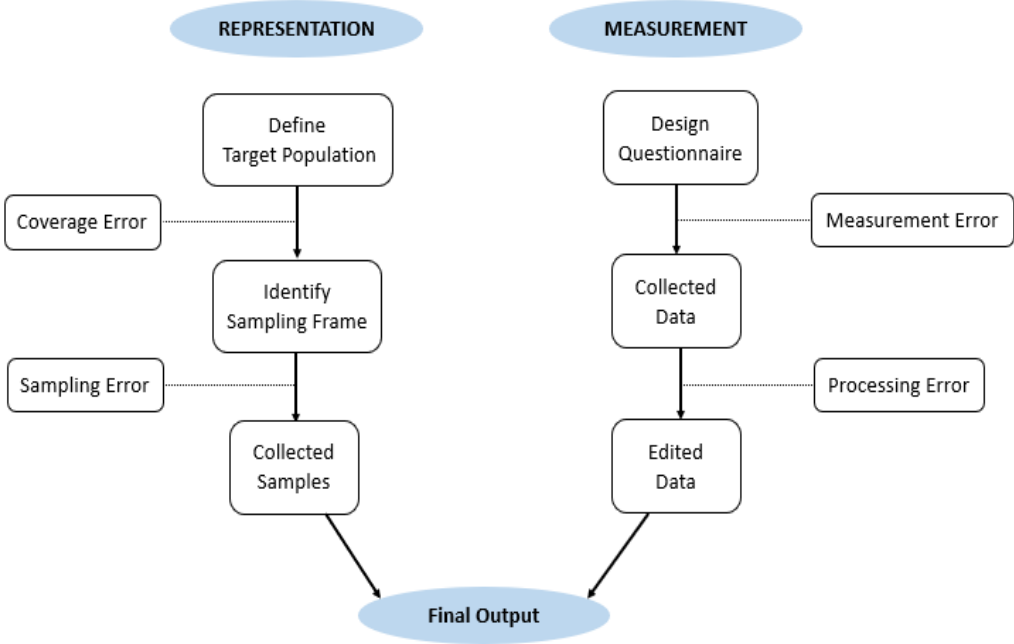 REPRESENTATION
MEASUREMENT
Define
Target Population
Design
Questionnaire
Coverage Error
Measurement Error
Identify
Sampling Frame
Collected
Data
Sampling Error
Processing Error
Collected
Samples
Edited
Data
Final Output